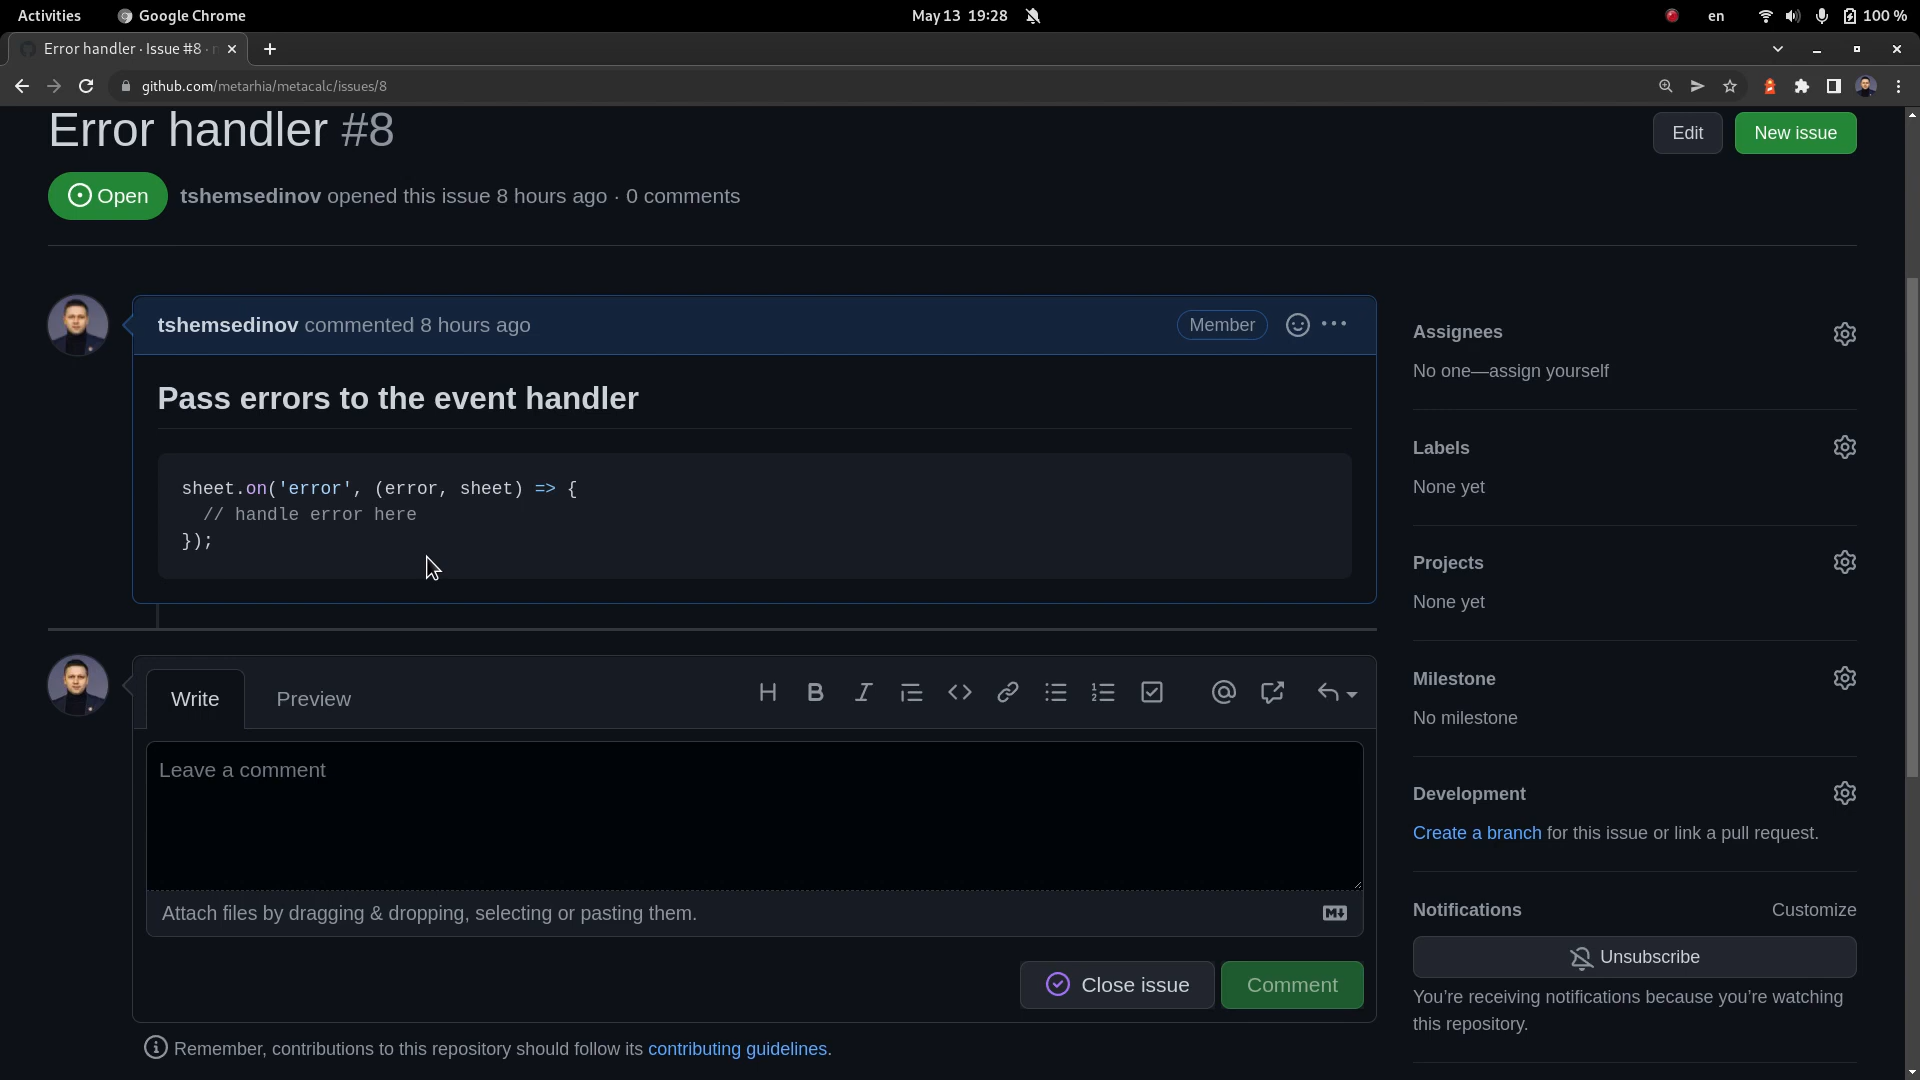 Activities Google Chrome May 13 19:28 en 100 %
Error handler · Issue #8 ·
github.com/metarhia/metacalc/issues/8
Error handler #8 Edit New issue
Open tshemsedinov opened this issue 8 hours ago · 0 comments
tshemsedinov commented 8 hours ago Member
Pass errors to the event handler
sheet.on('error', (error, sheet) => {
// handle error here
});
Write Preview
Leave a comment
Attach files by dragging & dropping, selecting or pasting them.
Close issue Comment
Remember, contributions to this repository should follow its contributing guidelines.
Assignees
No one—assign yourself
Labels
None yet
Projects
None yet
Milestone
No milestone
Development
Create a branch for this issue or link a pull request.
Notifications Customize
Unsubscribe
You're receiving notifications because you're watching
this repository.